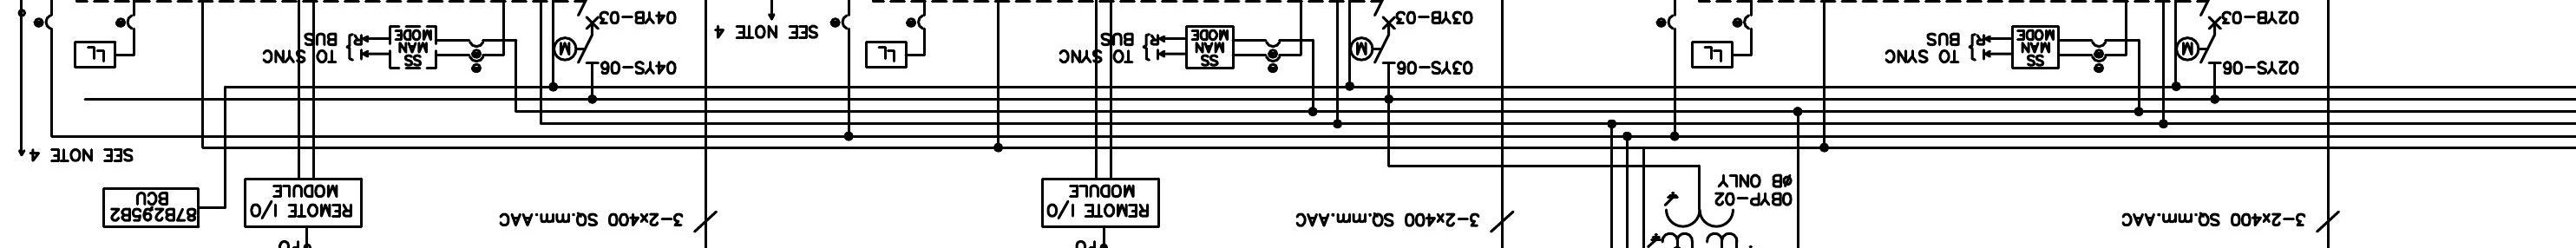 3-2x400 SQ.mm.AAC
0BYP-02
ØB ONLY
3-2x400 SQ.mm.AAC
REMOTE I/O
MODULE
3-2x400 SQ.mm.AAC
REMOTE I/O
MODULE
87B295B2
BCU
SEE NOTE 4
02YS-06
M
02YB-03
SS
MAN
MODE
R
TO SYNC
BUS
LL
03YS-06
M
03YB-03
SS
MAN
MODE
R
TO SYNC
BUS
LL
SEE NOTE 4
04YS-06
M
04YB-03
SS
MAN
MODE
R
TO SYNC
BUS
LL